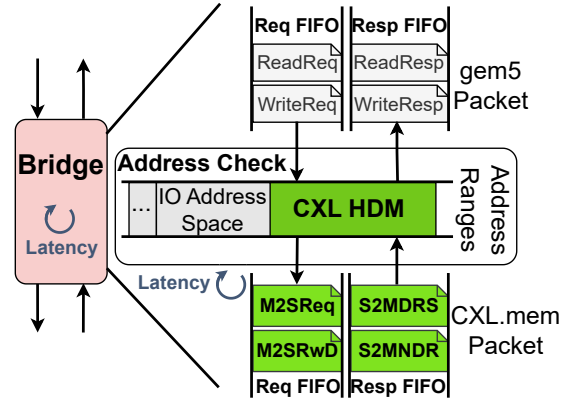 Req FIFO
Resp FIFO
ReadReq
ReadResp
WriteReq
WriteResp
gem5
Packet
Bridge
Latency
Address Check
...
IO Address
Space
CXL HDM
Address
Ranges
Latency
M2SReq
S2MDRS
M2SRwD
S2MNDR
CXL.mem
Packet
Req FIFO
Resp FIFO